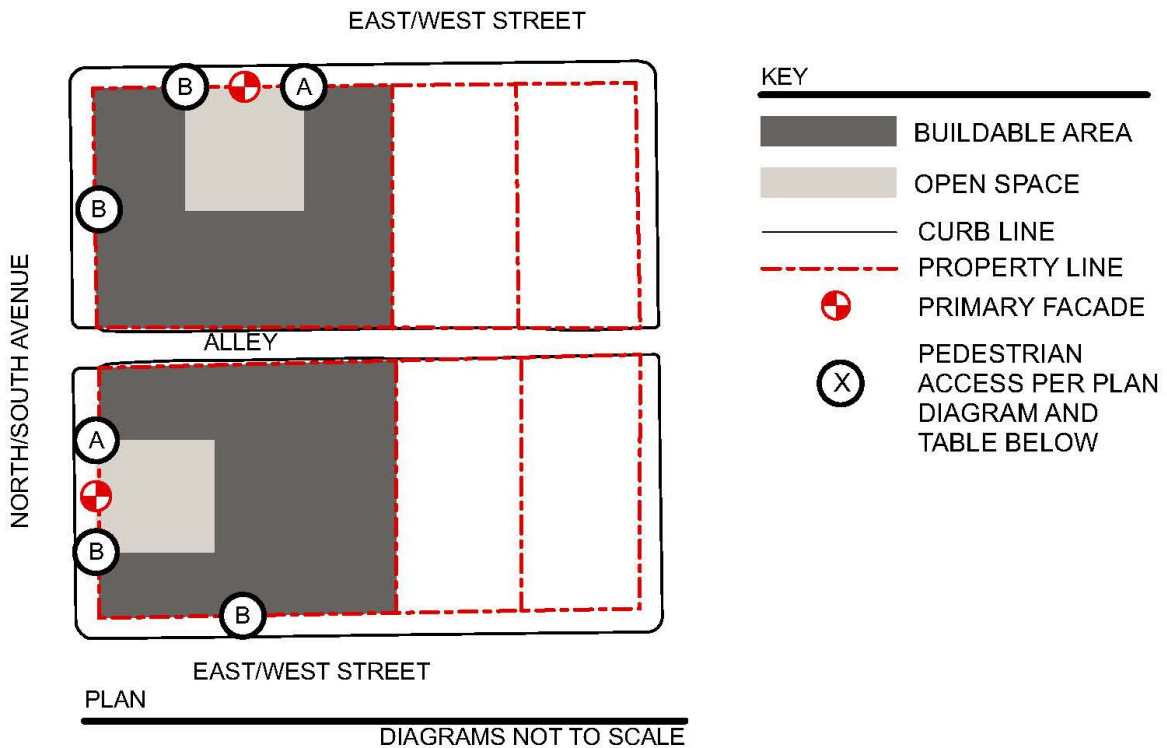 EAST/WEST STREET
B
A
B
NORTH/SOUTH AVENUE
ALLEY
A
B
B
EAST/WEST STREET
PLAN
DIAGRAMS NOT TO SCALE
KEY
BUILDABLE AREA
OPEN SPACE
CURB LINE
PROPERTY LINE
PRIMARY FACADE
X
PEDESTRIAN
ACCESS PER PLAN
DIAGRAM AND
TABLE BELOW